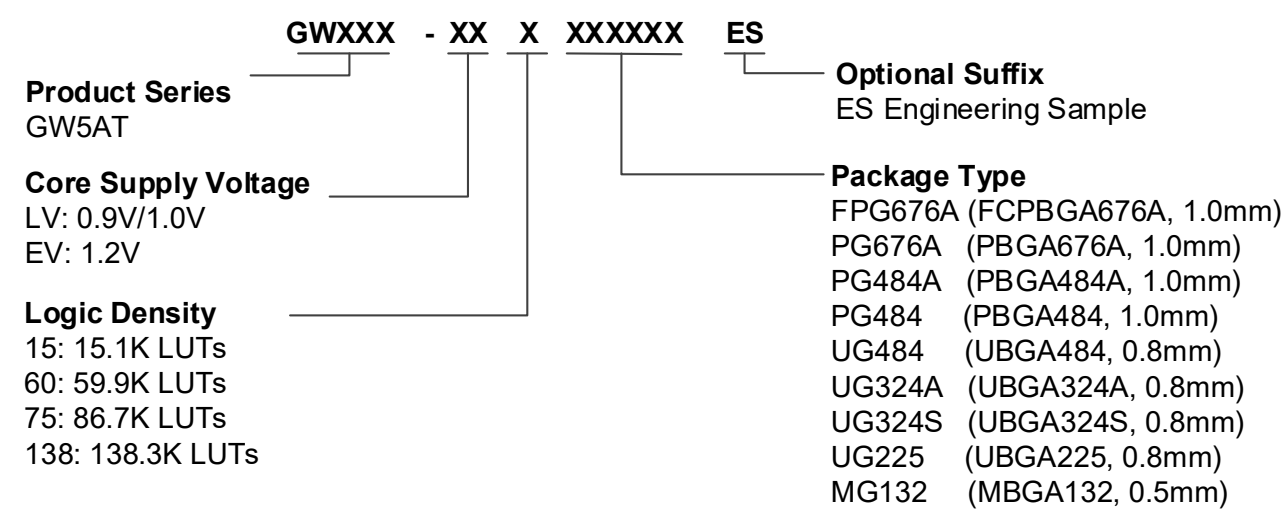 GWXXX - XX X XXXXXX ES
Product Series
GW5AT
Core Supply Voltage
LV: 0.9V/1.0V
EV: 1.2V
Logic Density
15: 15.1K LUTs
60: 59.9K LUTs
75: 86.7K LUTs
138: 138.3K LUTs
Optional Suffix
ES Engineering Sample
Package Type
FPG676A (FCPBGA676A, 1.0mm)
PG676A (PBGA676A, 1.0mm)
PG484A (PBGA484A, 1.0mm)
PG484 (PBGA484, 1.0mm)
UG484 (UBGA484, 0.8mm)
UG324A (UBGA324A, 0.8mm)
UG324S (UBGA324S, 0.8mm)
UG225 (UBGA225, 0.8mm)
MG132 (MBGA132, 0.5mm)